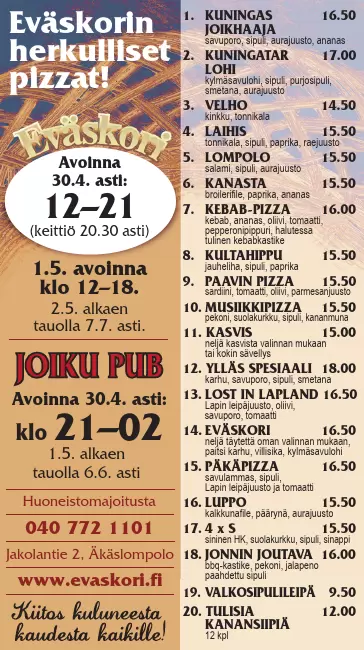 Eväskorin
herkulliset
pizzat!
Eväskori
Avoinna
30.4. asti:
12–21
(keittiö 20.30 asti)
1.5. avoinna
klo 12–18.
2.5. alkaen
tauolla 7.7. asti.
JOIKU PUB
Avoinna 30.4. asti:
klo 21–02
1.5. alkaen
tauolla 6.6. asti
Huoneistomajoitusta
040 772 1101
Jakolantie 2, Äkäslompolo
www.evaskori.fi
Kiitos kuluneesta
kaudesta kaikille!
1. KUNINGAS 16.50
JOIKHAAJA
savuporo, sipuli, aurajuusto, ananas
2. KUNINGATAR 17.00
LOHI
kylmäsavulohi, sipuli, purjosipuli,
smetana, aurajuusto
3. VELHO 14.50
kinkku, tonnikala
4. LAIHIS 15.50
tonnikala, sipuli, paprika, raejuusto
5. LOMPOLO 15.50
salami, sipuli, aurajuusto
6. KANASTA 15.50
broilerifile, paprika, ananas
7. KEBAB-PIZZA 16.00
kebab, ananas, oliivi, tomaatti,
pepperonipippuri, halutessa
tulinen kebabkastike
8. KULTAHIPPU 15.50
jauheliha, sipuli, paprika
9. PAAVIN PIZZA 15.50
sardiini, tomaatti, oliivi, parmesanjuusto
10. MUSIIKKIPIZZA 15.50
pekoni, suolakurkku, sipuli, kananmuna
11. KASVIS 15.00
neljä kasvista valinnan mukaan
tai kokin sävellys
12. YLLÄS SPESIAALI 18.00
karhu, savuporo, sipuli, smetana
13. LOST IN LAPLAND 16.50
Lapin leipäjuusto, oliivi,
savuporo, tomaatti
14. EVÄSKORI 16.50
neljä täytettä oman valinnan mukaan,
paitsi karhu, villisika, kylmäsavulohi
15. PÄKÄPIZZA 16.50
savulammas, sipuli,
Lapin leipäjuusto ja tomaatti
16. LUPPO 15.50
kalkkunafile, päärynä, aurajuusto
17. 4 x S 15.50
sininen HK, suolakurkku, sipuli, sinappi
18. JONNIN JOUTAVA 16.00
bbq-kastike, pekoni, jalapeno
paahdettu sipuli
19. VALKOSIPULILEIPÄ 9.50
20. TULISIA 12.00
KANANSIIPIÄ
12 kpl